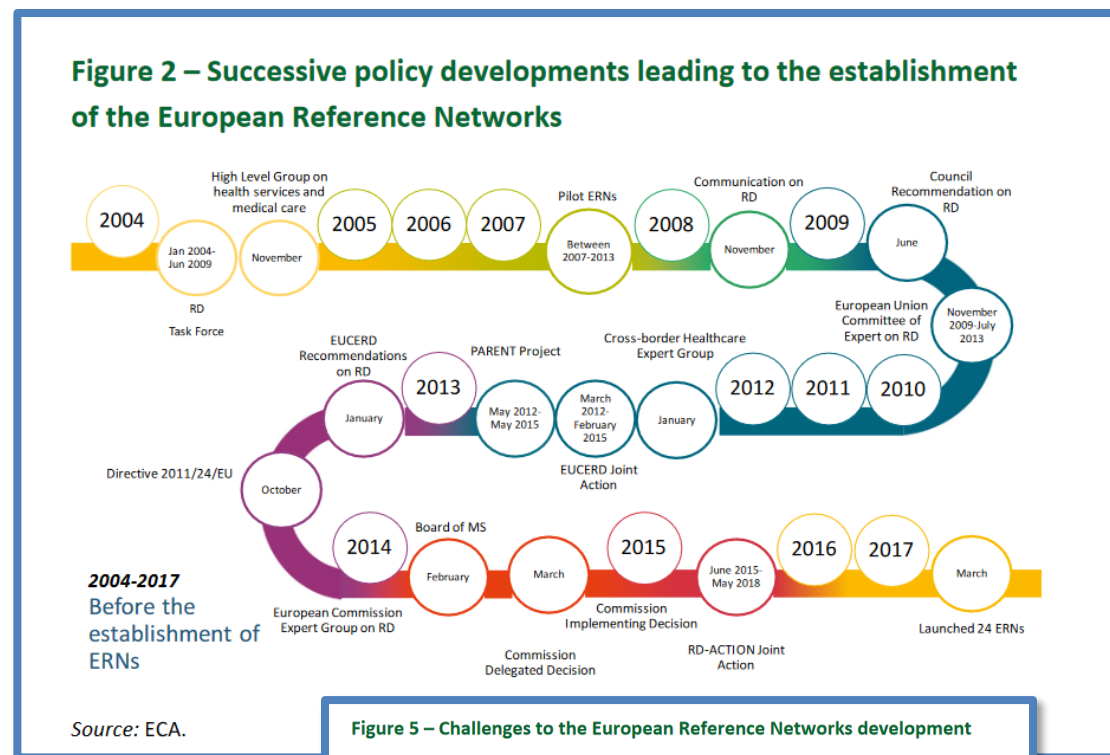 Figure 2 – Successive policy developments leading to the establishment
of the European Reference Networks
2004
Jan 2004-
Jun 2009
RD
Task Force
High Level Group on
health services and
medical care
November
2005
2006
2007
Pilot ERNs
Between
2007-2013
2008
Communication on
RD
November
2009
Council
Recommendation on
RD
June
European Union
Committee of
Expert on RD
November
2009-July
2013
2010
2011
2012
Cross-border Healthcare
Expert Group
January
March
2012-
February
2015
EUCERD Joint
Action
PARENT Project
May 2012-
May 2015
2013
EUCERD
Recommendations
on RD
January
Directive 2011/24/EU
October
2014
European Commission
Expert Group on RD
Board of MS
February
March
Commission
Delegated Decision
2015
Commission
Implementing Decision
June 2015-
May 2018
RD-ACTION Joint
Action
2016
2017
March
Launched 24 ERNs
2004-2017
Before the
establishment of
ERNs
Source: ECA.
Figure 5 – Challenges to the European Reference Networks development